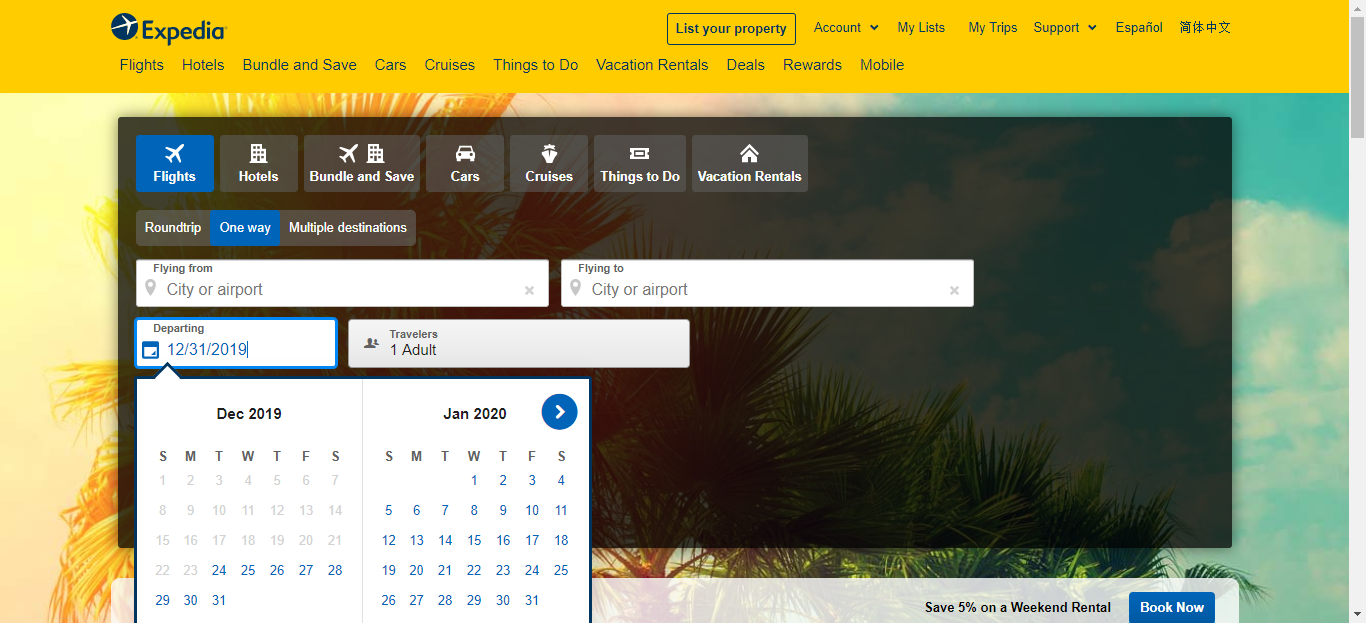 Expedia
List your property
Account
My Lists
My Trips
Support
Español
简体中文
Flights Hotels Bundle and Save Cars Cruises Things to Do Vacation Rentals Deals Rewards Mobile
Flights
Hotels
Bundle and Save
Cars
Cruises
Things to Do
Vacation Rentals
Roundtrip
One way
Multiple destinations
Flying from
City or airport
Flying to
City or airport
Departing
12/31/2019
Travelers
1 Adult
Dec 2019
S M T W T F S
1 2 3 4 5 6 7
8 9 10 11 12 13 14
15 16 17 18 19 20 21
22 23 24 25 26 27 28
29 30 31
Jan 2020
S M T W T F S
1 2 3 4
5 6 7 8 9 10 11
12 13 14 15 16 17 18
19 20 21 22 23 24 25
26 27 28 29 30 31
Save 5% on a Weekend Rental
Book Now